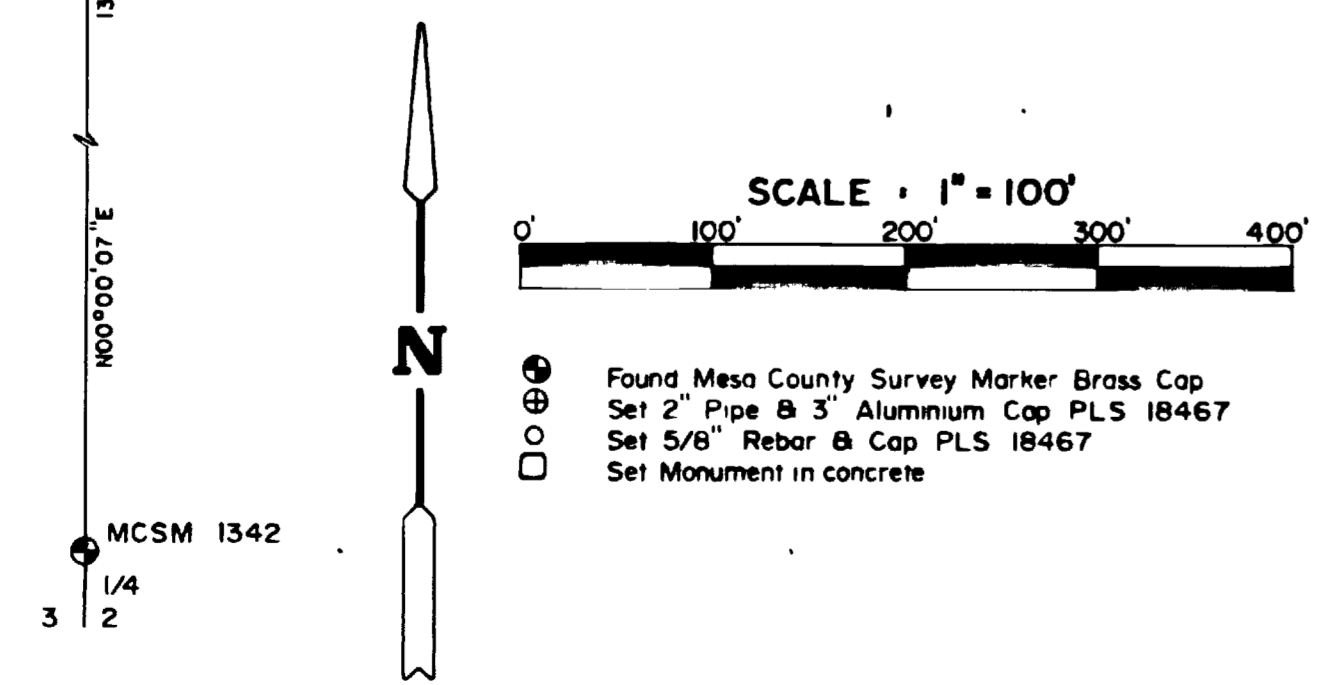 13
N00°00'07"E
MCSM 1342
1/4
3 2
N
SCALE : 1" = 100'
0' 100' 200' 300' 400'
Found Mesa County Survey Marker Brass Cap
Set 2" Pipe & 3" Aluminium Cap PLS 18467
Set 5/8" Rebar & Cap PLS 18467
Set Monument in concrete